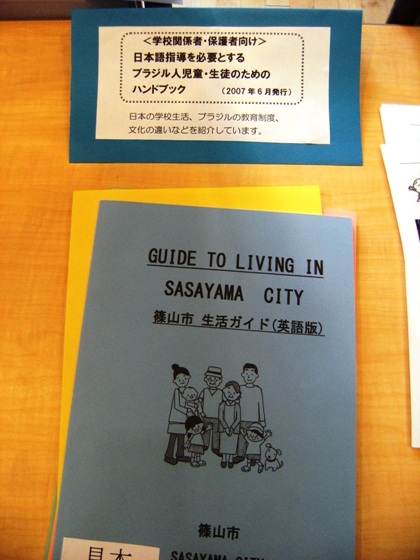 ＜学校関係者・保護者向け＞
日本語指導を必要とする
ブラジル人児童・生徒のための
ハンドブック （2007年6月発行）
日本の学校生活、ブラジルの教育制度、
文化の違いなどを紹介しています。
GUIDE TO LIVING IN
SASAYAMA CITY
篠山市 生活ガイド(英語版)
篠山市
SASAYAMA CITY
見本